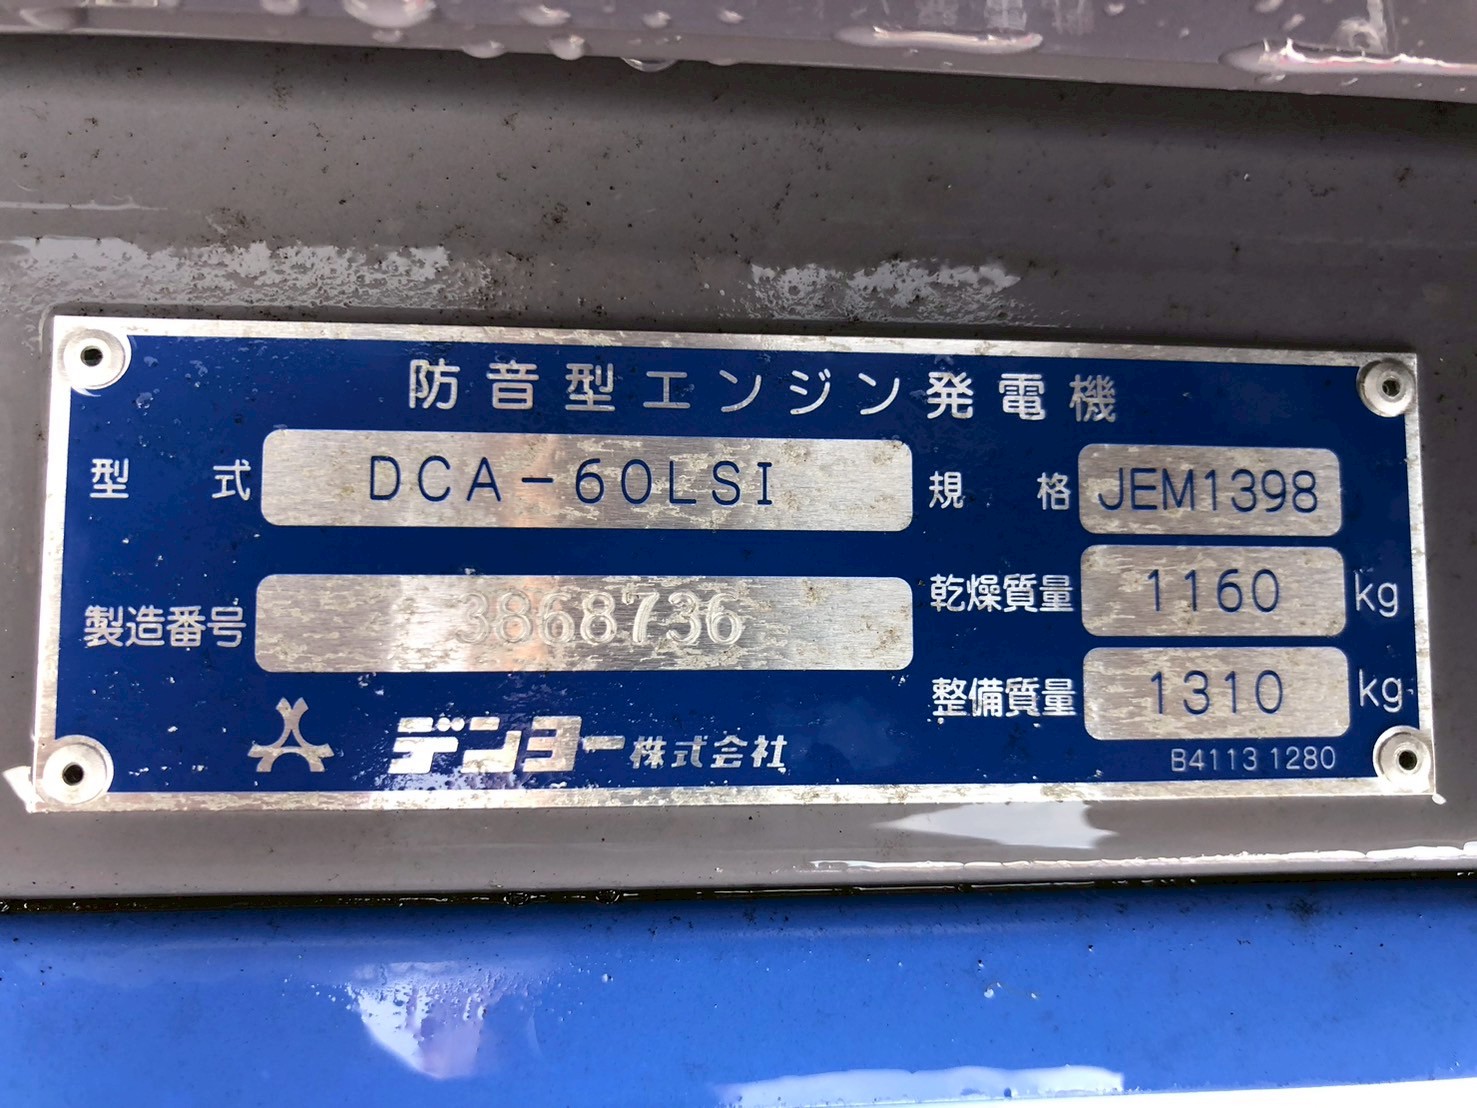 防音型エンジン発電機
型式 DCA-60LSI 規格 JEM1398
製造番号 3868736 乾燥質量 1160 kg
整備質量 1310 kg
デンヨー株式会社 B4113 1280